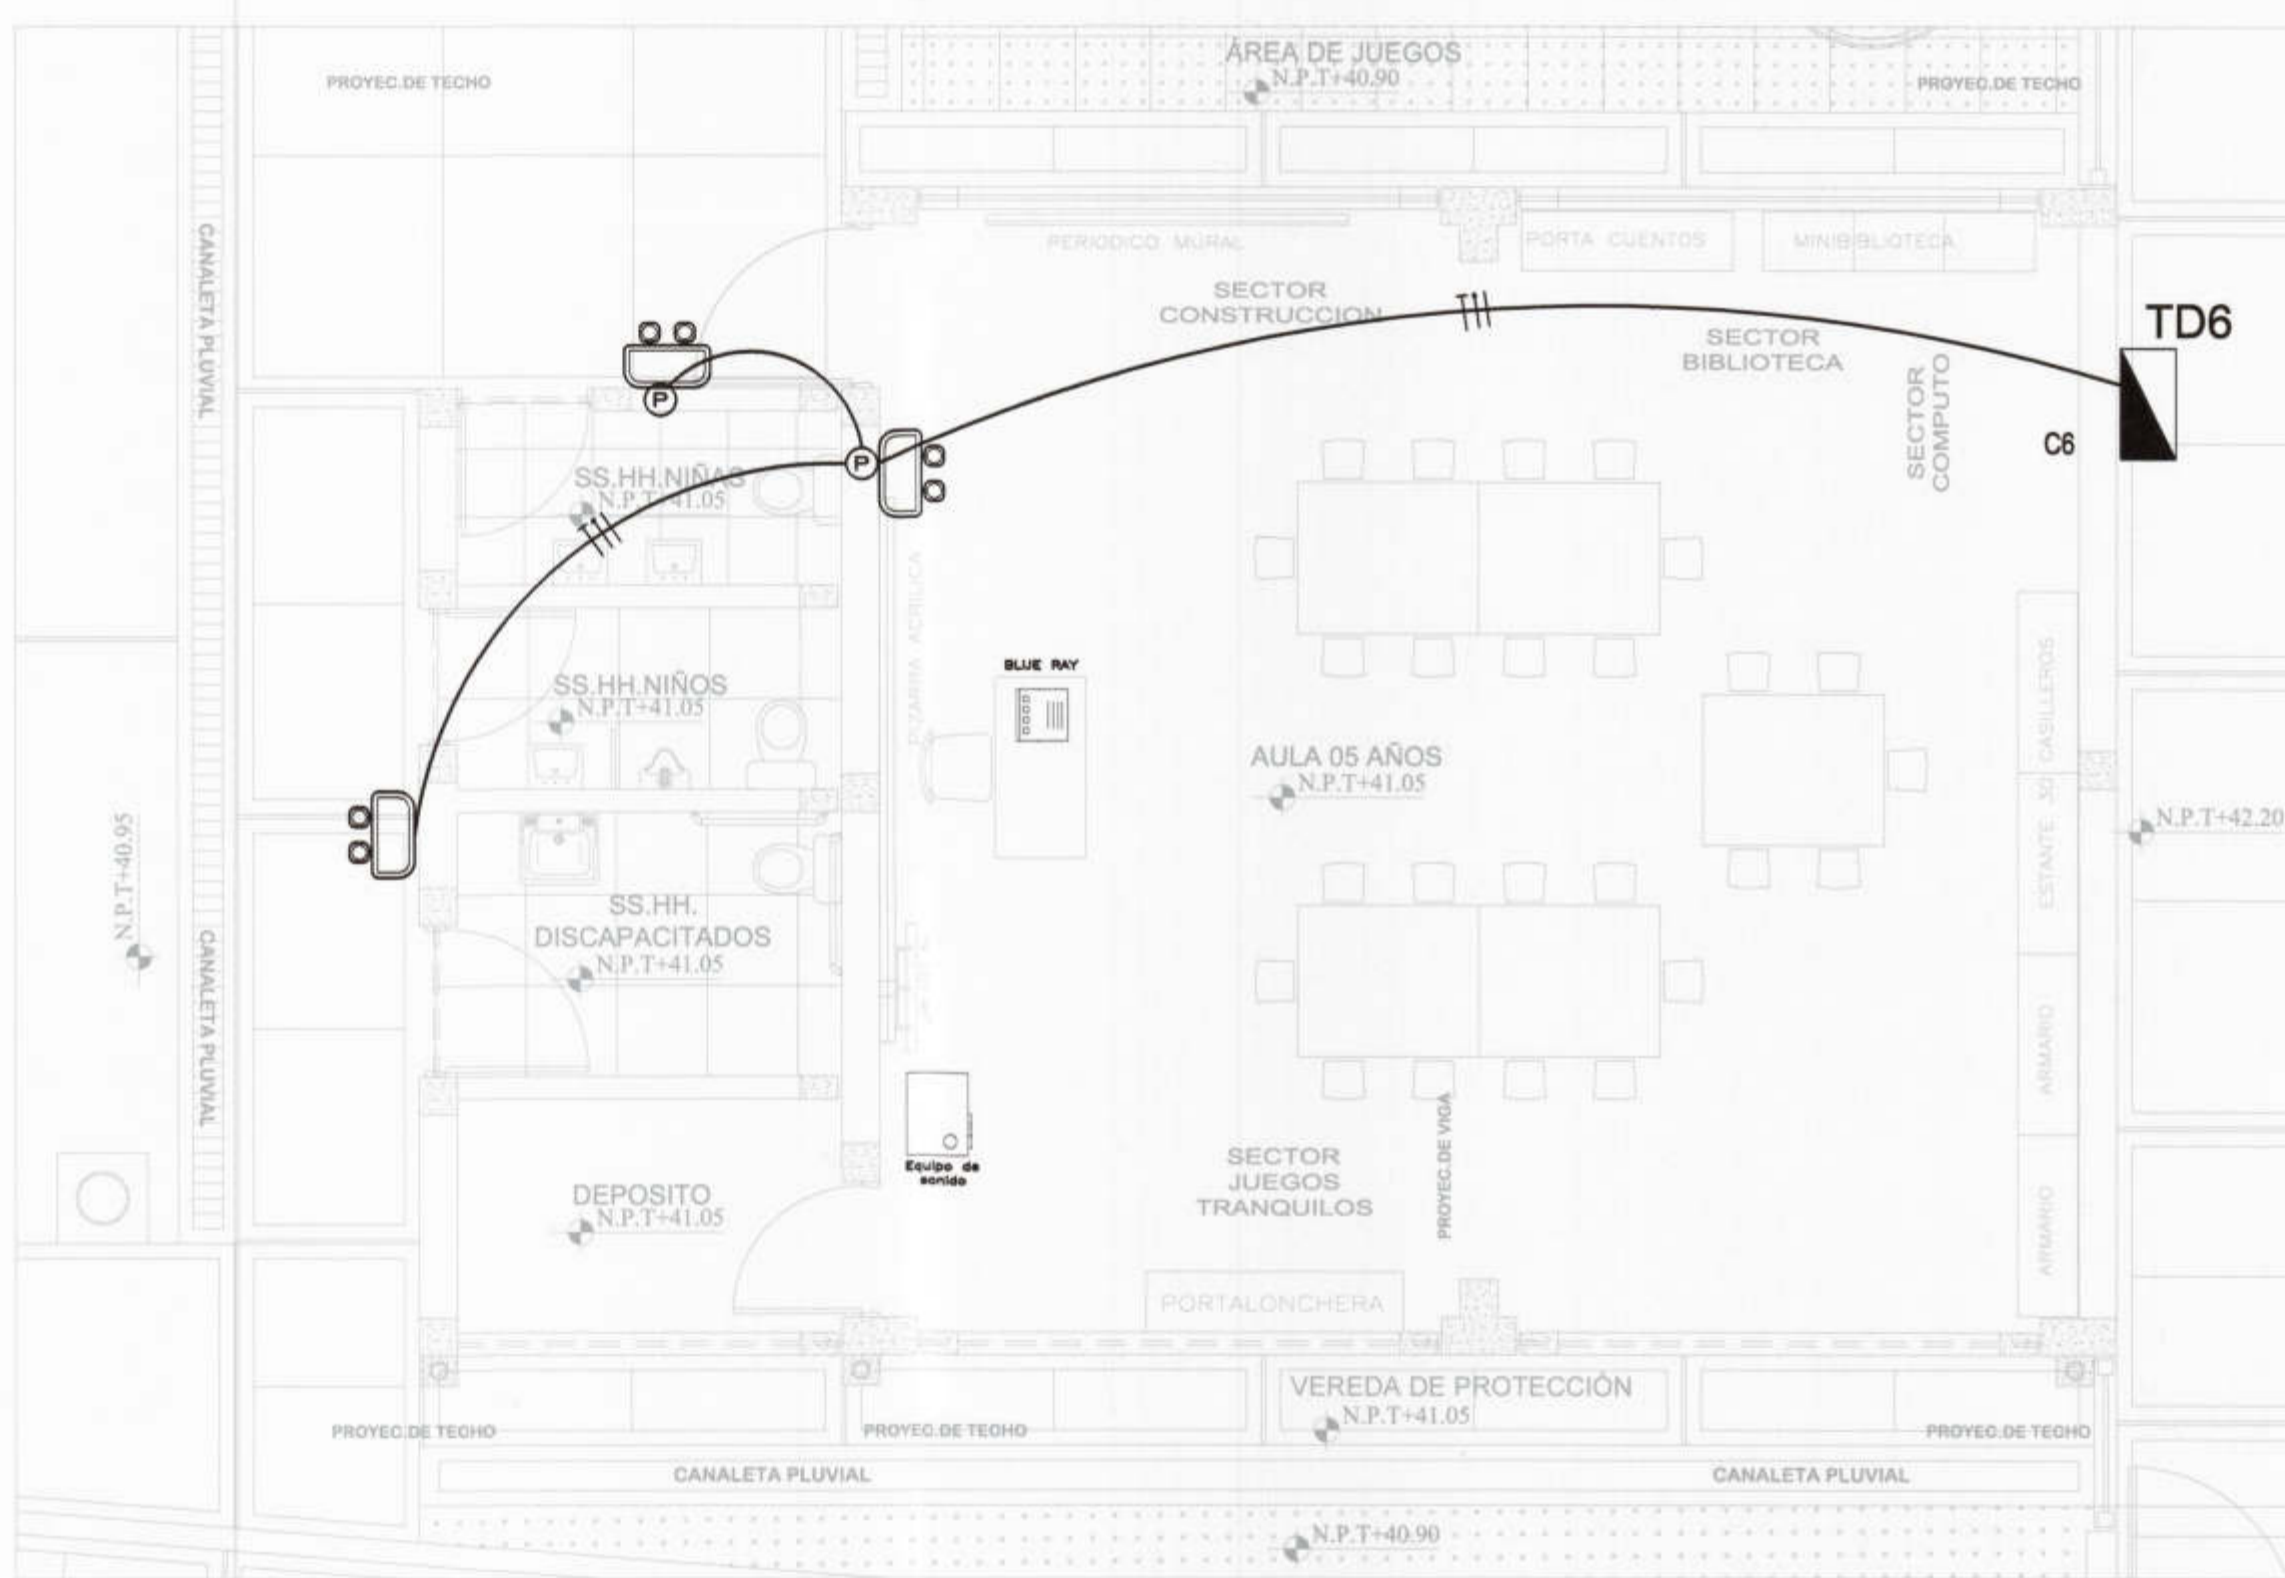 ÁREA DE JUEGOS
N.P.T+40.90
PROYEC.DE TECHO
PROYEC.DE TECHO
CANALETA PLUVIAL
PERIODICO MURAL
PORTA CUENTOS
MINIBIBLIOTECA
SECTOR
CONSTRUCCION
SECTOR
BIBLIOTECA
SECTOR
COMPUTO
TD6
C6
P
P
SS.HH.NIÑAS
N.P.T+41.05
PIZARRA ACRILICA
BLUE RAY
SS.HH.NIÑOS
N.P.T+41.05
AULA 05 AÑOS
N.P.T+41.05
CASILLEROS
ESTANTE
N.P.T+42.20
N.P.T+40.95
SS.HH.
DISCAPACITADOS
N.P.T+41.05
CANALETA PLUVIAL
ARMARIO
PROYEC.DE VIGA
Equipo de
sonido
SECTOR
JUEGOS
TRANQUILOS
DEPOSITO
N.P.T+41.05
ARMARIO
PORTALONCHERA
VEREDA DE PROTECCIÓN
N.P.T+41.05
PROYEC.DE TECHO
PROYEC.DE TECHO
PROYEC.DE TECHO
CANALETA PLUVIAL
CANALETA PLUVIAL
N.P.T+40.90